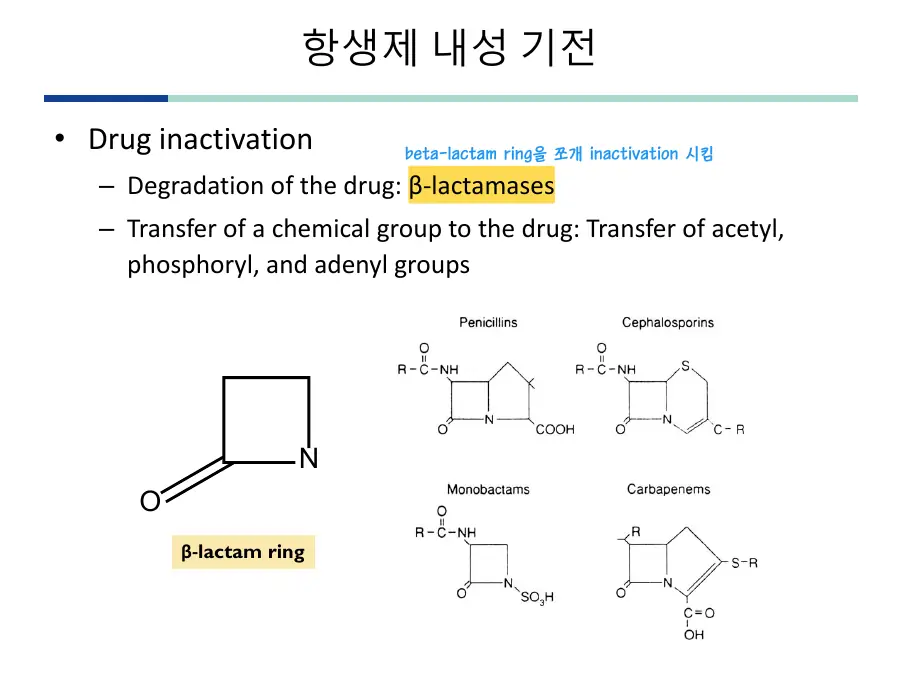 항생제 내성 기전
• Drug inactivation
beta-lactam ring을 쪼개 inactivation 시킴
– Degradation of the drug: β-lactamases
– Transfer of a chemical group to the drug: Transfer of acetyl,
phosphoryl, and adenyl groups
Penicillins
O
R-C-NH
N
O
COOH
Cephalosporins
O
R-C-NH
S
N
O
C-R
N
O
β-lactam ring
Monobactams
O
R-C-NH
N
O
SO3H
Carbapenems
R
S-R
N
O
C=O
OH